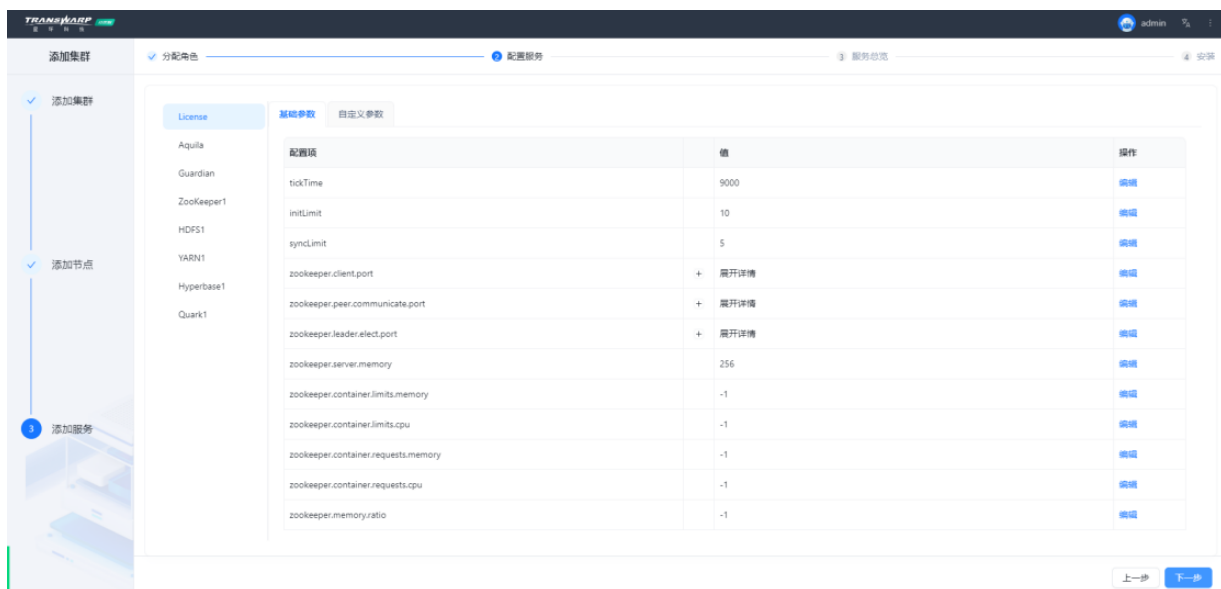 TRANSWARP
星环科技
admin
添加集群
分配角色
2 配置服务
3 服务总览
4 安装
添加集群
添加节点
3 添加服务
License
Aquila
Guardian
ZooKeeper1
HDFS1
YARN1
Hyperbase1
Quark1
基础参数 自定义参数
配置项 值 操作
tickTime 9000 编辑
initLimit 10 编辑
syncLimit 5 编辑
zookeeper.client.port + 展开详情 编辑
zookeeper.peer.communicate.port + 展开详情 编辑
zookeeper.leader.elect.port + 展开详情 编辑
zookeeper.server.memory 256 编辑
zookeeper.container.limits.memory -1 编辑
zookeeper.container.limits.cpu -1 编辑
zookeeper.container.requests.memory -1 编辑
zookeeper.container.requests.cpu -1 编辑
zookeeper.memory.ratio -1 编辑
上一步 下一步